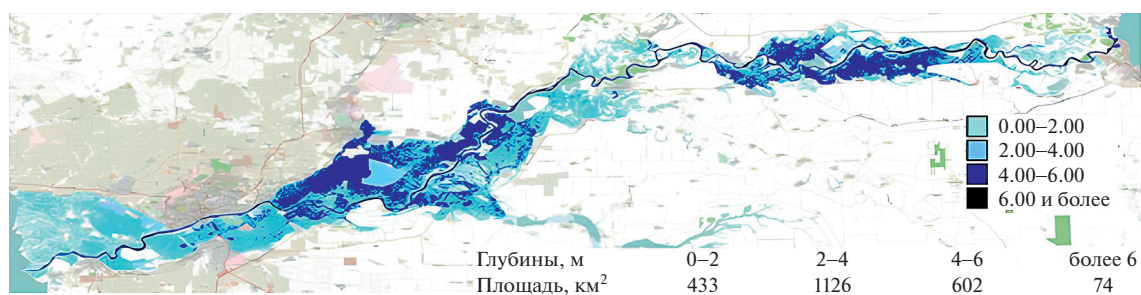 0.00–2.00
2.00–4.00
4.00–6.00
6.00 и более
Глубины, м 0–2 2–4 4–6 более 6
Площадь, км² 433 1126 602 74